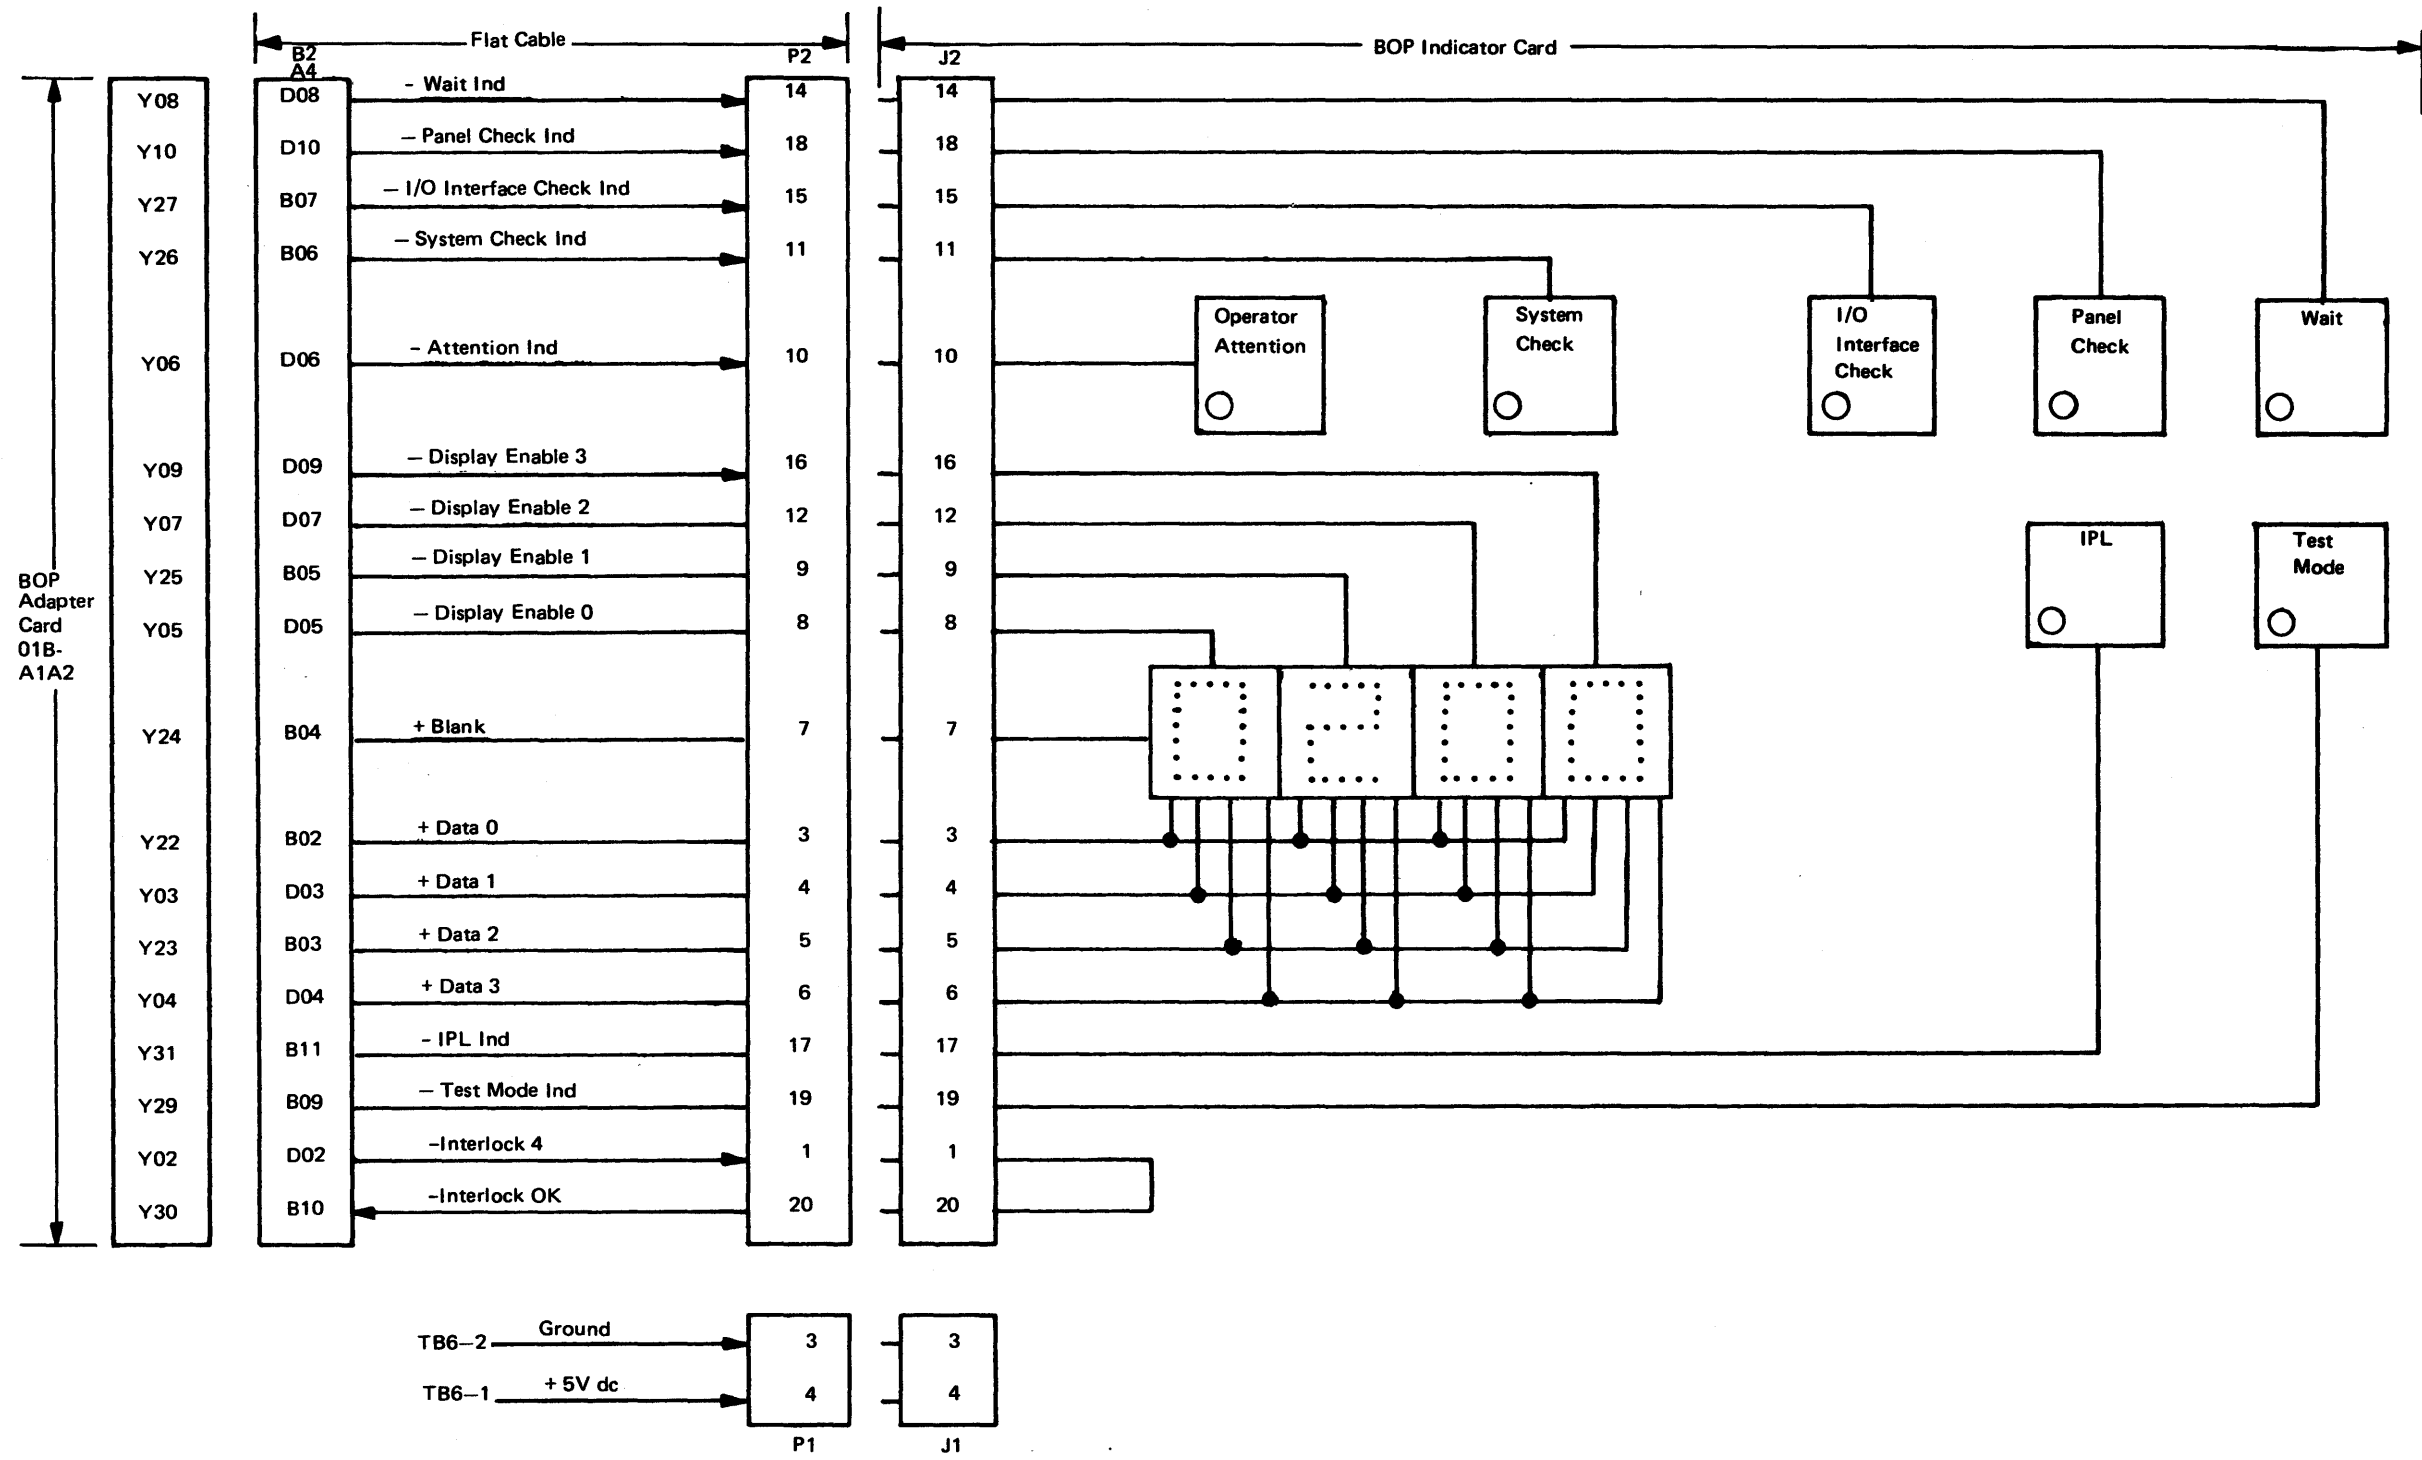 Flat Cable
BOP Indicator Card
B2
A4
P2
J2
Y08 D08 - Wait Ind 14 14
Y10 D10 — Panel Check Ind 18 18
Y27 B07 — I/O Interface Check Ind 15 15
Y26 B06 — System Check Ind 11 11
Y06 D06 - Attention Ind 10 10
Operator
Attention
System
Check
I/O
Interface
Check
Panel
Check
Wait
Y09 D09 — Display Enable 3 16 16
Y07 D07 — Display Enable 2 12 12
Y25 B05 — Display Enable 1 9 9
Y05 D05 — Display Enable 0 8 8
IPL
Test
Mode
BOP
Adapter
Card
01B-
A1A2
Y24 B04 + Blank 7 7
0 2 0 0
Y22 B02 + Data 0 3 3
Y03 D03 + Data 1 4 4
Y23 B03 + Data 2 5 5
Y04 D04 + Data 3 6 6
Y31 B11 - IPL Ind 17 17
Y29 B09 — Test Mode Ind 19 19
Y02 D02 -Interlock 4 1 1
Y30 B10 -Interlock OK 20 20
TB6—2 Ground 3 3
TB6—1 + 5V dc 4 4
P1 J1